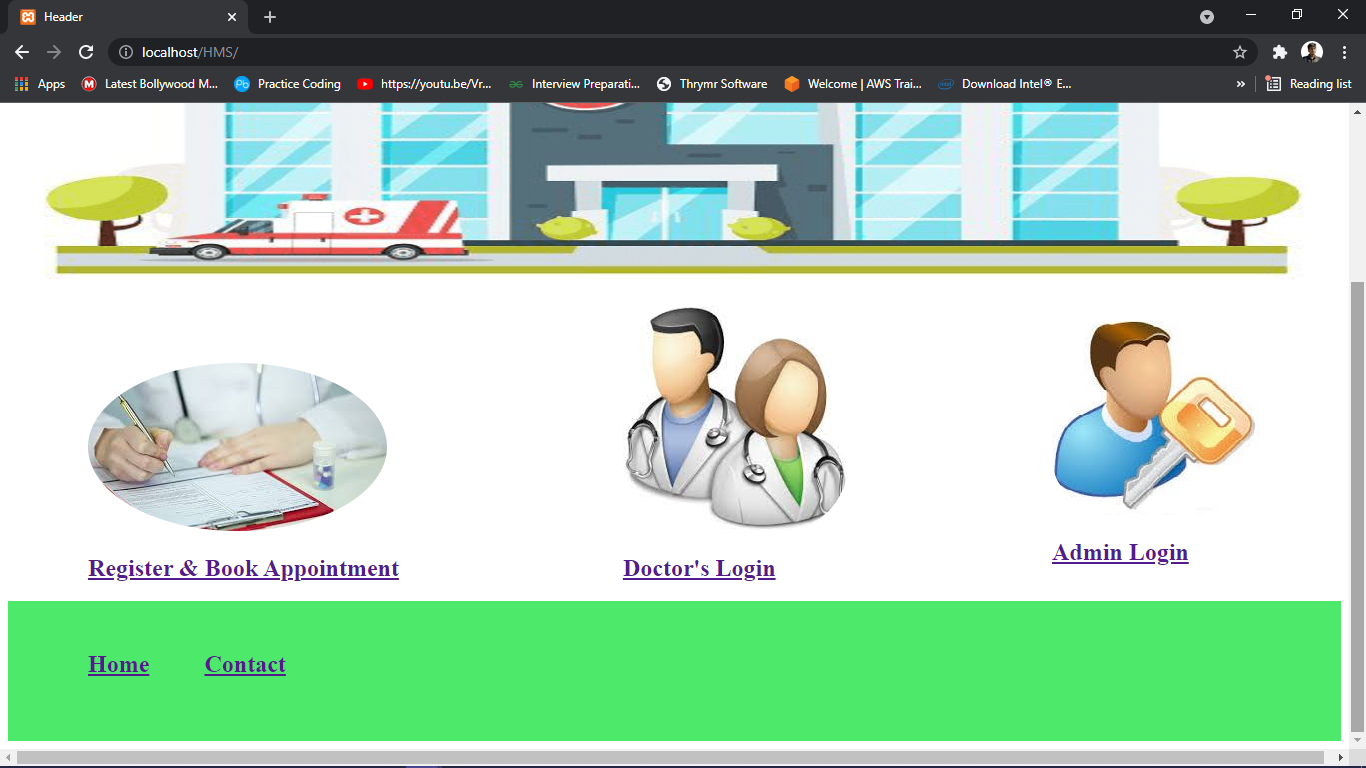 Header
localhost/HMS/
Apps Latest Bollywood M... Practice Coding https://youtu.be/Vr... Interview Preparati... Thrymr Software Welcome | AWS Trai... Download Intel® E... » Reading list
Register & Book Appointment Doctor's Login Admin Login
Home Contact